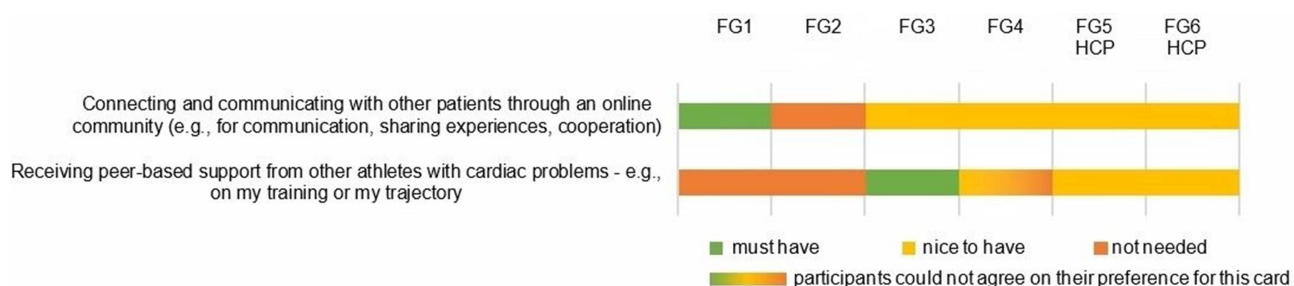 FG1 FG2 FG3 FG4 FG5 FG6
HCP HCP
Connecting and communicating with other patients through an online
community (e.g., for communication, sharing experiences, cooperation)
Receiving peer-based support from other athletes with cardiac problems - e.g.,
on my training or my trajectory
must have nice to have not needed
participants could not agree on their preference for this card